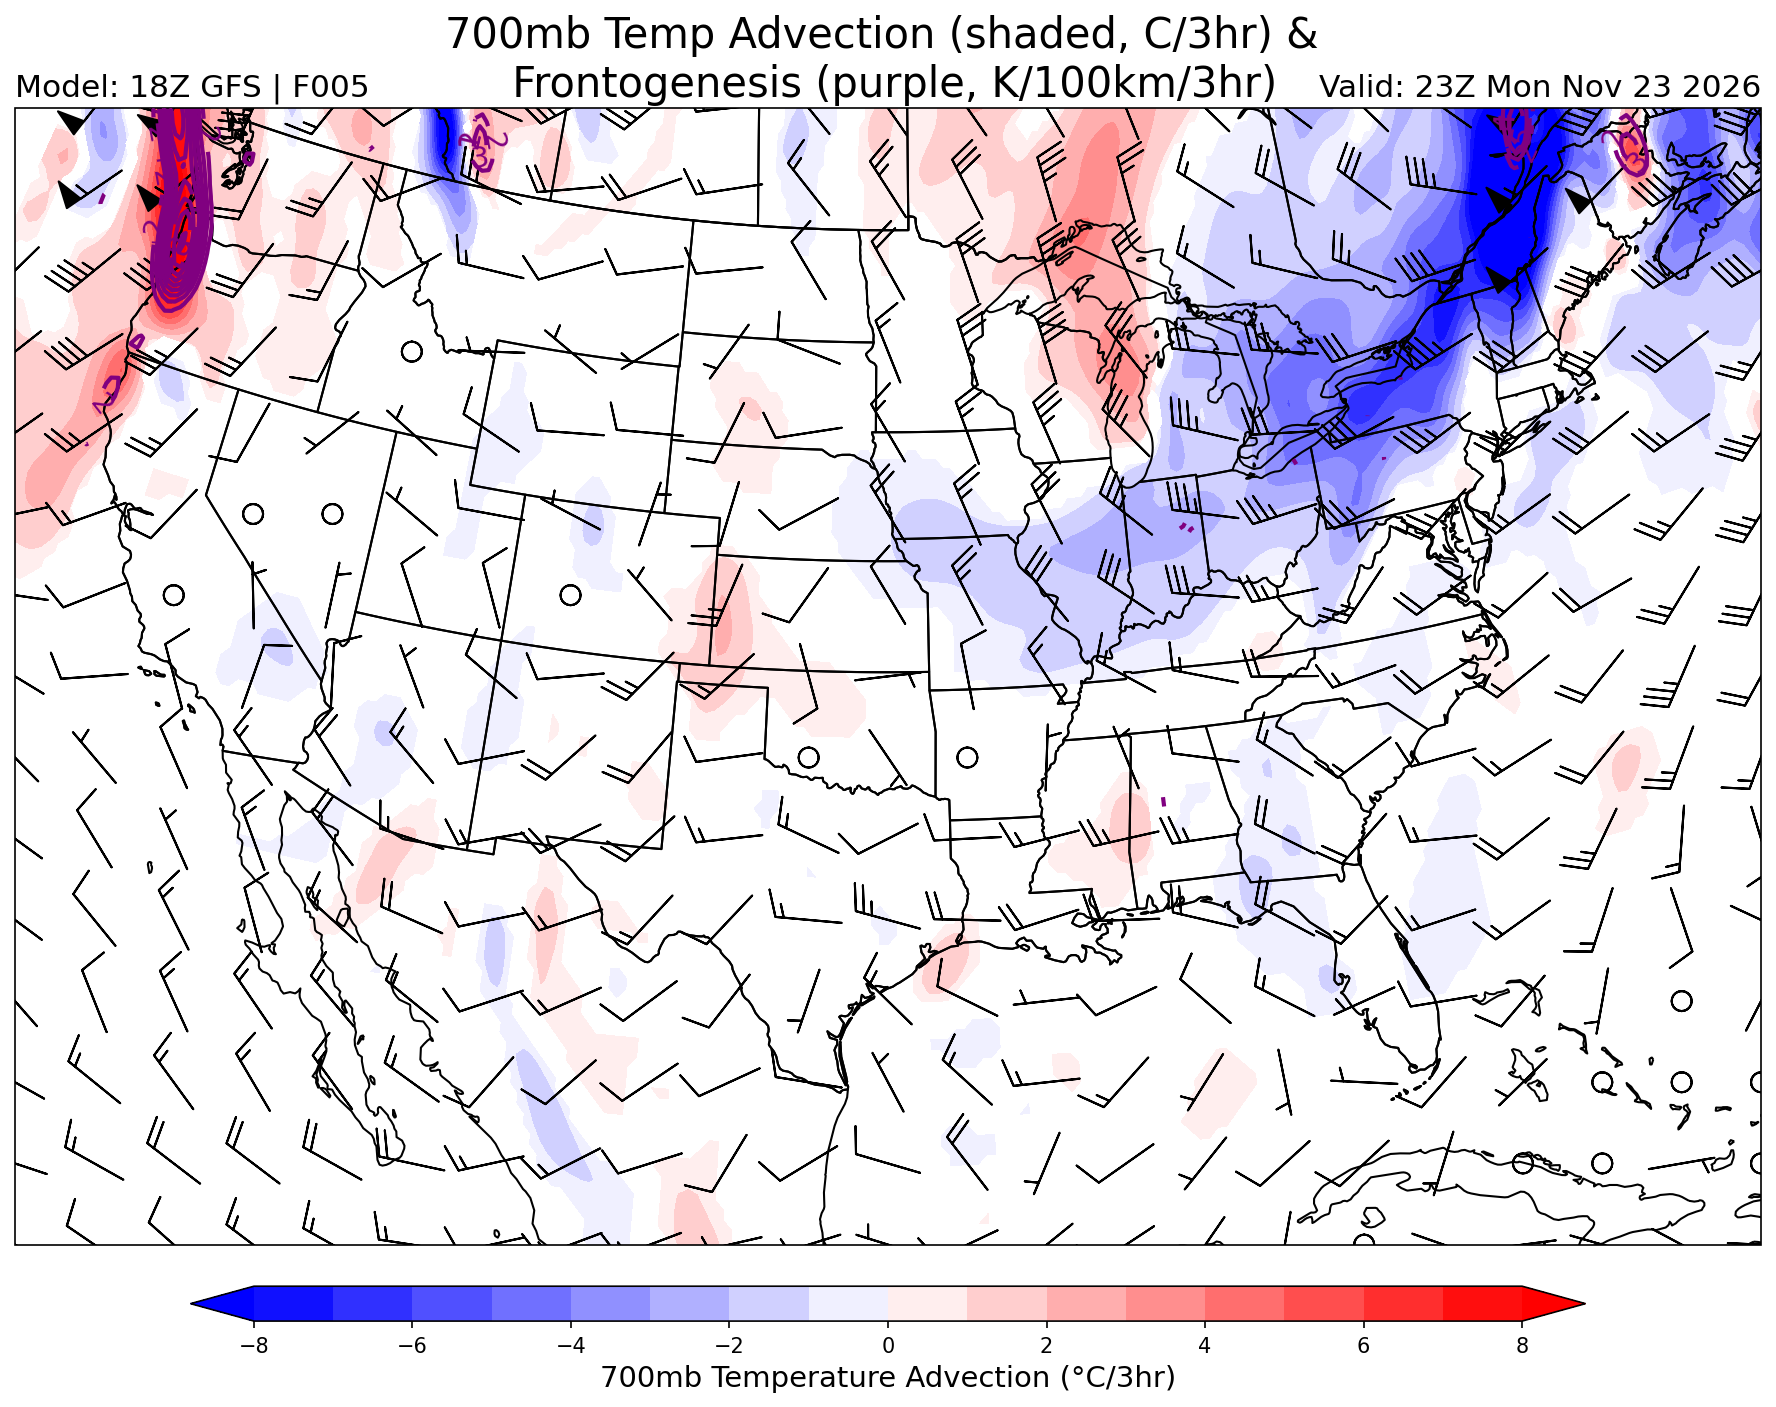 700mb Temp Advection (shaded, C/3hr) &
Frontogenesis (purple, K/100km/3hr)
Model: 18Z GFS | F005
Valid: 23Z Mon Nov 23 2026
−8 −6 −4 −2 0 2 4 6 8
700mb Temperature Advection (°C/3hr)